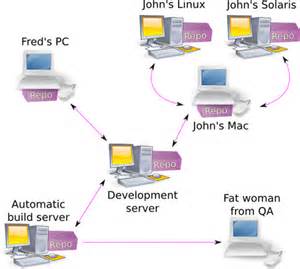 John's Linux
John's Solaris
Repo
Repo
Fred's PC
Repo
Repo
John's Mac
Repo
Development
server
Automatic
build server
Fat woman
from QA
Repo